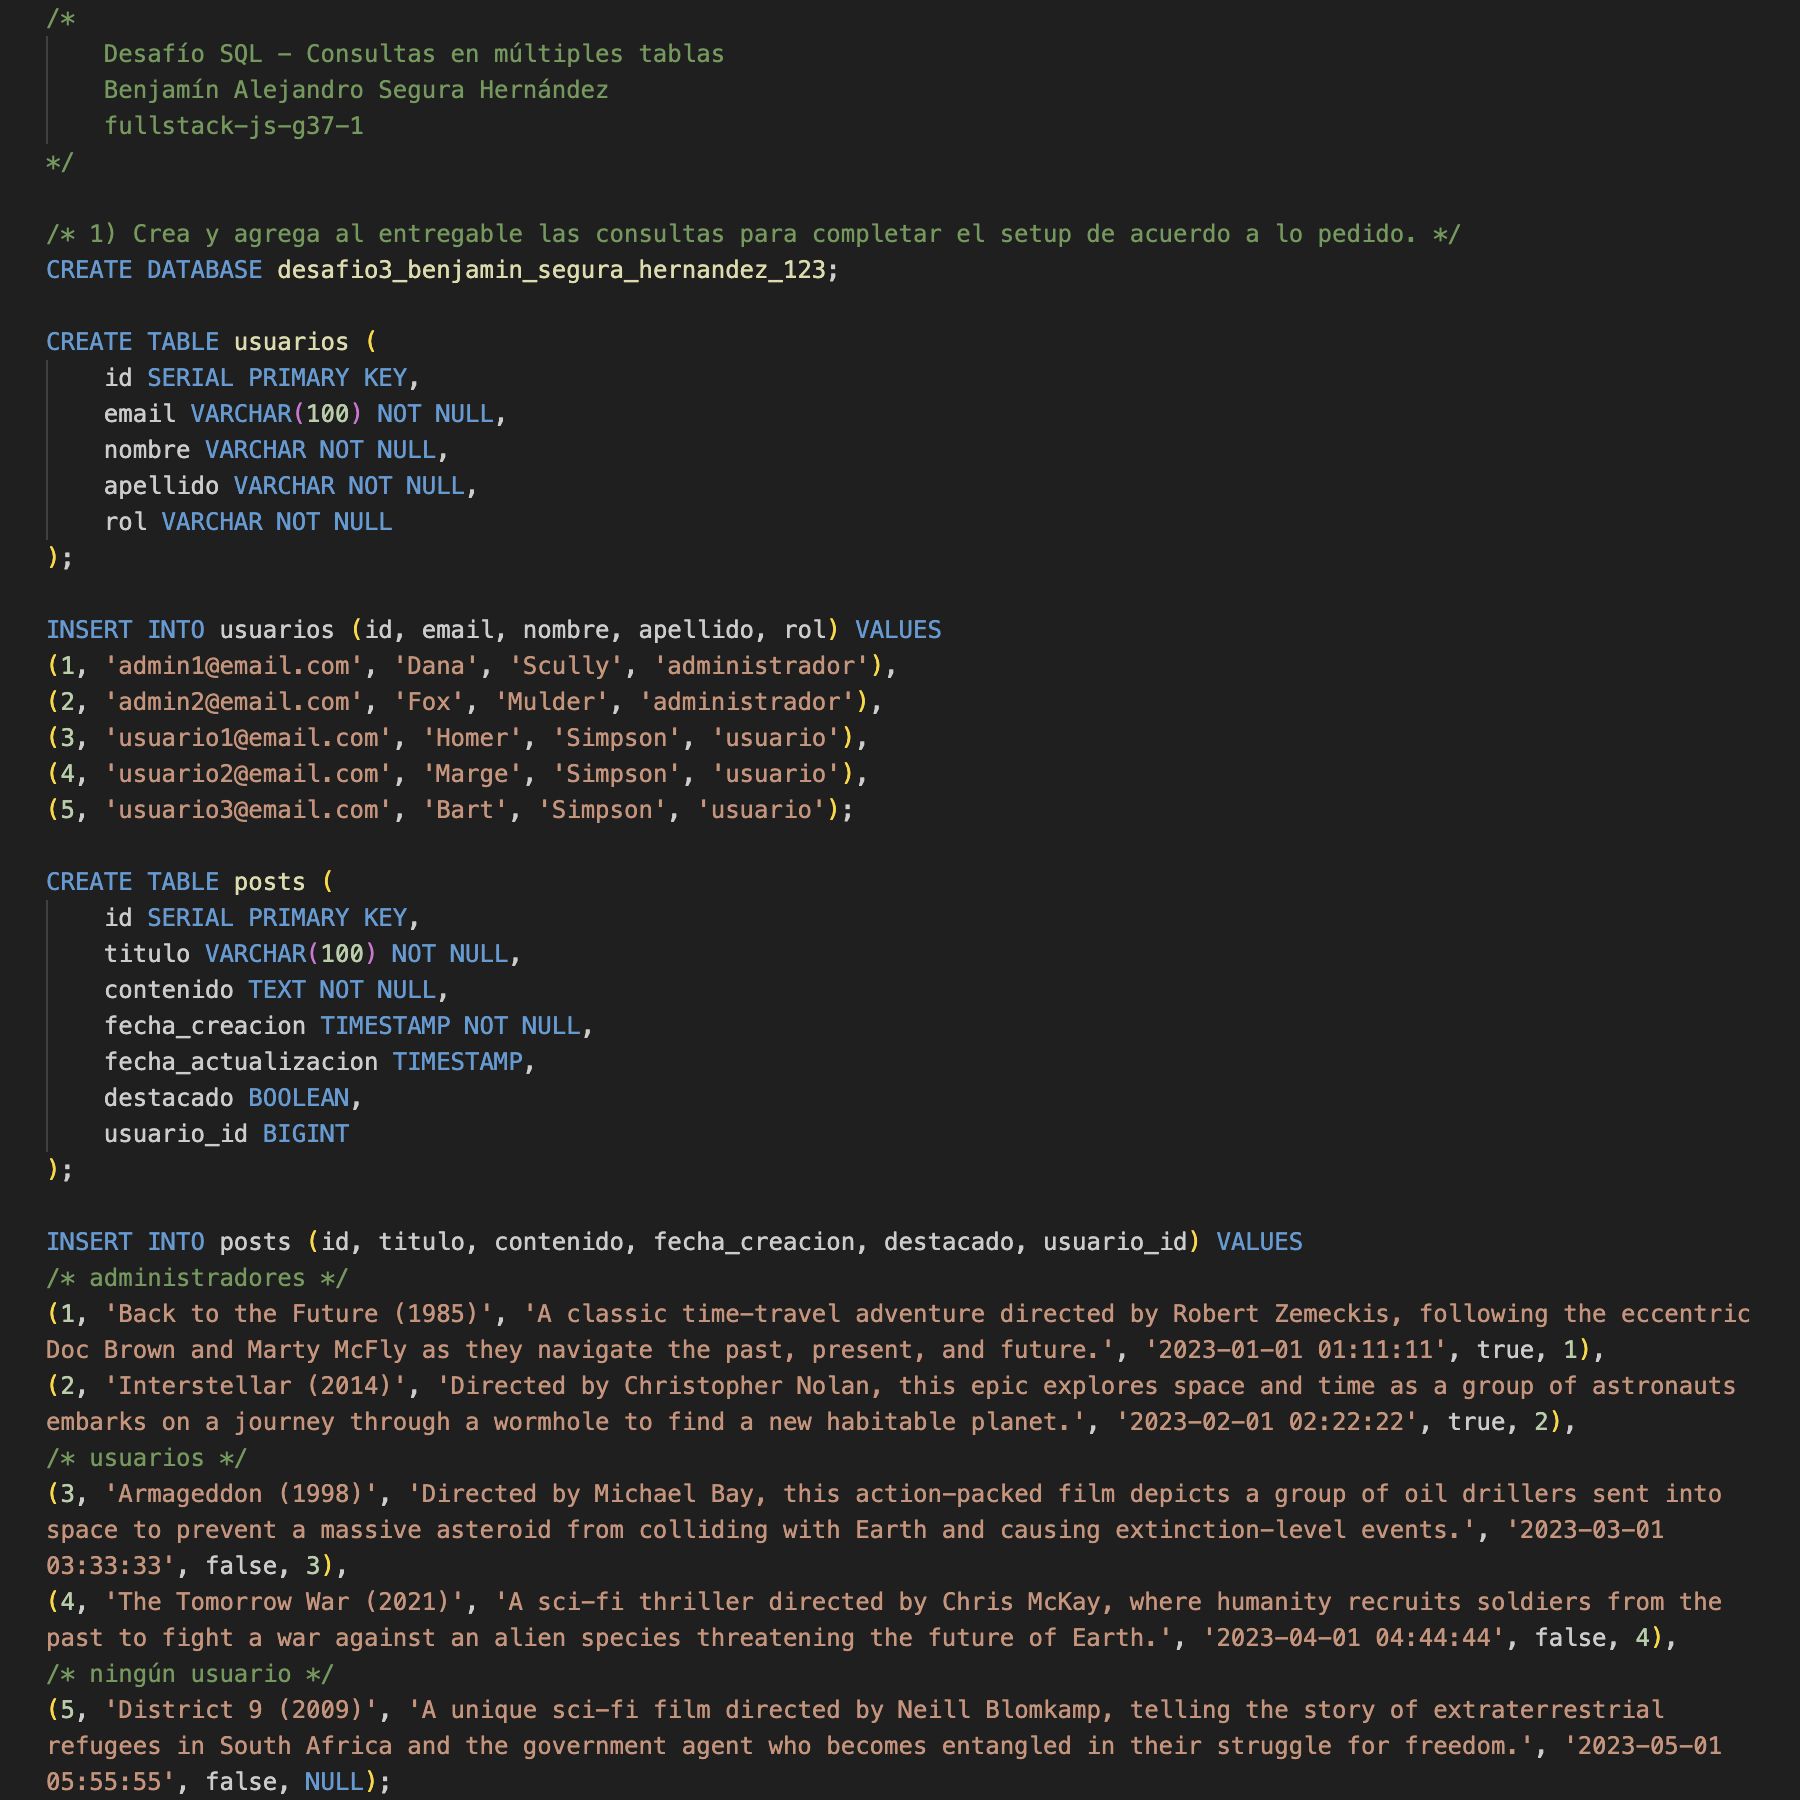 /*
    Desafío SQL - Consultas en múltiples tablas
    Benjamín Alejandro Segura Hernández
    fullstack-js-g37-1
*/

/* 1) Crea y agrega al entregable las consultas para completar el setup de acuerdo a lo pedido. */
CREATE DATABASE desafio3_benjamin_segura_hernandez_123;

CREATE TABLE usuarios (
    id SERIAL PRIMARY KEY,
    email VARCHAR(100) NOT NULL,
    nombre VARCHAR NOT NULL,
    apellido VARCHAR NOT NULL,
    rol VARCHAR NOT NULL
);

INSERT INTO usuarios (id, email, nombre, apellido, rol) VALUES
(1, 'admin1@email.com', 'Dana', 'Scully', 'administrador'),
(2, 'admin2@email.com', 'Fox', 'Mulder', 'administrador'),
(3, 'usuario1@email.com', 'Homer', 'Simpson', 'usuario'),
(4, 'usuario2@email.com', 'Marge', 'Simpson', 'usuario'),
(5, 'usuario3@email.com', 'Bart', 'Simpson', 'usuario');

CREATE TABLE posts (
    id SERIAL PRIMARY KEY,
    titulo VARCHAR(100) NOT NULL,
    contenido TEXT NOT NULL,
    fecha_creacion TIMESTAMP NOT NULL,
    fecha_actualizacion TIMESTAMP,
    destacado BOOLEAN,
    usuario_id BIGINT
);

INSERT INTO posts (id, titulo, contenido, fecha_creacion, destacado, usuario_id) VALUES
/* administradores */
(1, 'Back to the Future (1985)', 'A classic time-travel adventure directed by Robert Zemeckis, following the eccentric
Doc Brown and Marty McFly as they navigate the past, present, and future.', '2023-01-01 01:11:11', true, 1),
(2, 'Interstellar (2014)', 'Directed by Christopher Nolan, this epic explores space and time as a group of astronauts
embarks on a journey through a wormhole to find a new habitable planet.', '2023-02-01 02:22:22', true, 2),
/* usuarios */
(3, 'Armageddon (1998)', 'Directed by Michael Bay, this action-packed film depicts a group of oil drillers sent into
space to prevent a massive asteroid from colliding with Earth and causing extinction-level events.', '2023-03-01
03:33:33', false, 3),
(4, 'The Tomorrow War (2021)', 'A sci-fi thriller directed by Chris McKay, where humanity recruits soldiers from the
past to fight a war against an alien species threatening the future of Earth.', '2023-04-01 04:44:44', false, 4),
/* ningún usuario */
(5, 'District 9 (2009)', 'A unique sci-fi film directed by Neill Blomkamp, telling the story of extraterrestrial
refugees in South Africa and the government agent who becomes entangled in their struggle for freedom.', '2023-05-01
05:55:55', false, NULL);